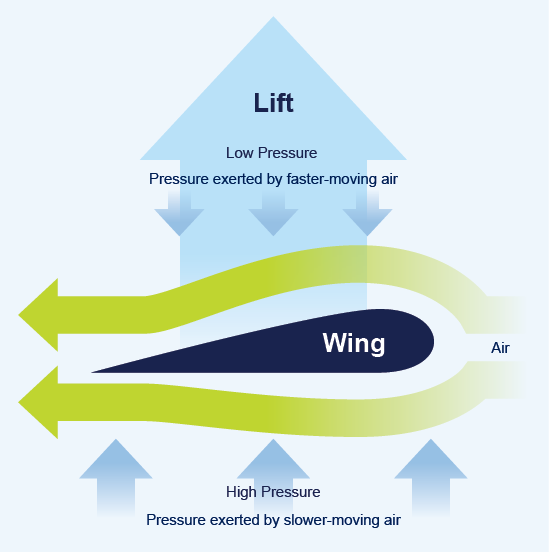 Lift
Low Pressure
Pressure exerted by faster-moving air
Wing
Air
High Pressure
Pressure exerted by slower-moving air